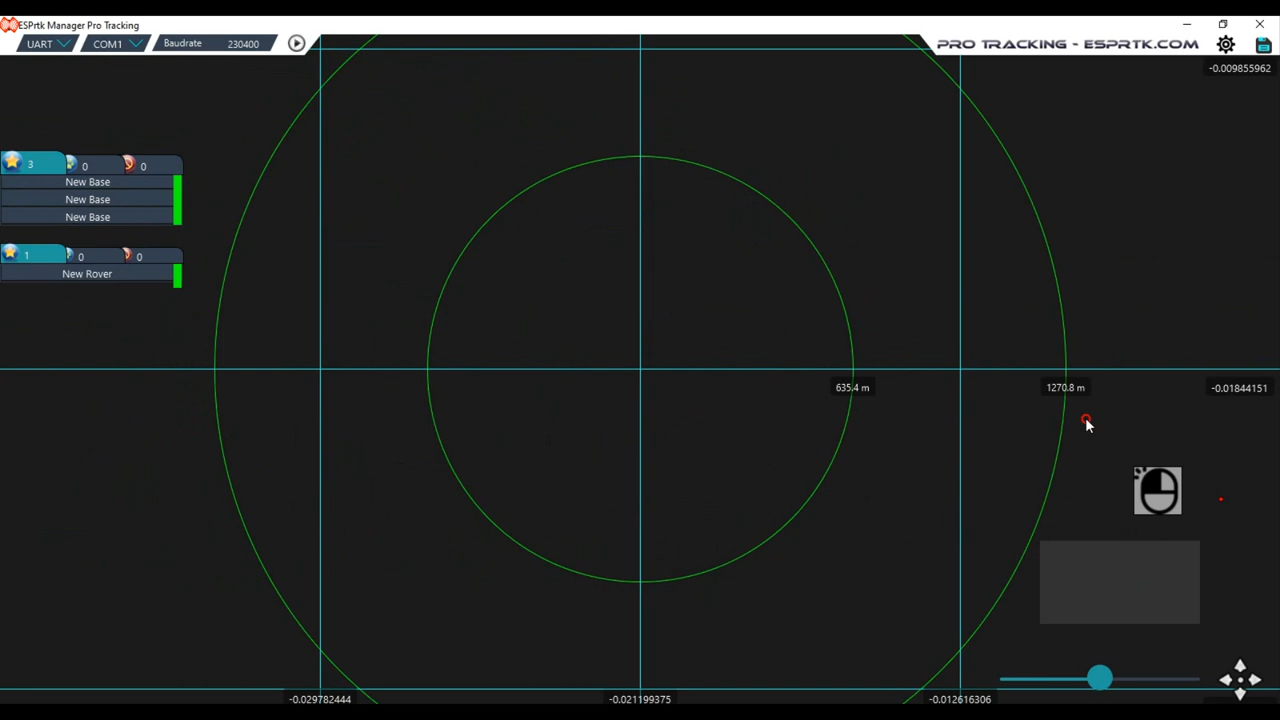 ESPrtk Manager Pro Tracking
UART COM1 Baudrate 230400
PRO TRACKING - ESPRTK.COM
-0.009855962
3 0 0
New Base
New Base
New Base
1 0 0
New Rover
635.4 m 1270.8 m -0.01844151
-0.029782444 -0.021199375 -0.012616306